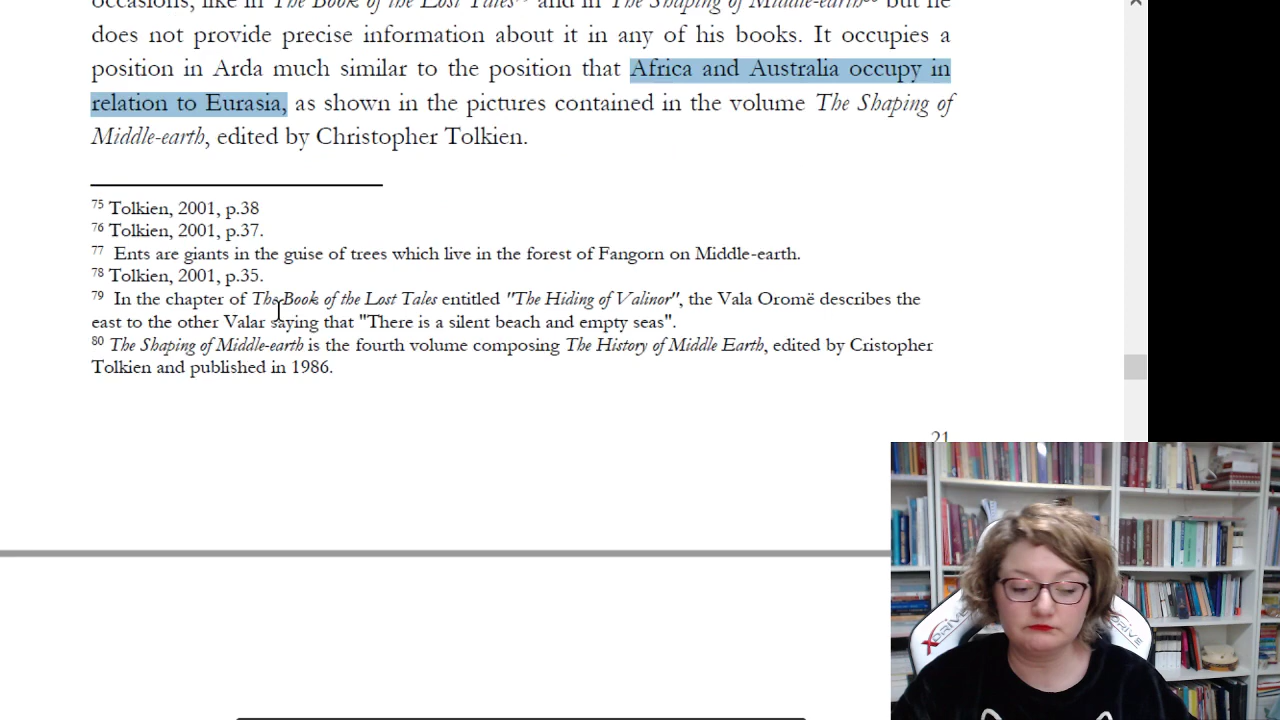 occasions, like in The Book of the Lost Tales⁷⁹ and in The Shaping of Middle-earth⁸⁰ but he
does not provide precise information about it in any of his books. It occupies a
position in Arda much similar to the position that Africa and Australia occupy in
relation to Eurasia, as shown in the pictures contained in the volume The Shaping of
Middle-earth, edited by Christopher Tolkien.
75 Tolkien, 2001, p.38
76 Tolkien, 2001, p.37.
77 Ents are giants in the guise of trees which live in the forest of Fangorn on Middle-earth.
78 Tolkien, 2001, p.35.
79 In the chapter of The Book of the Lost Tales entitled "The Hiding of Valinor", the Vala Oromë describes the
east to the other Valar saying that "There is a silent beach and empty seas".
80 The Shaping of Middle-earth is the fourth volume composing The History of Middle Earth, edited by Cristopher
Tolkien and published in 1986.
21
XDRIVE
DRIVE